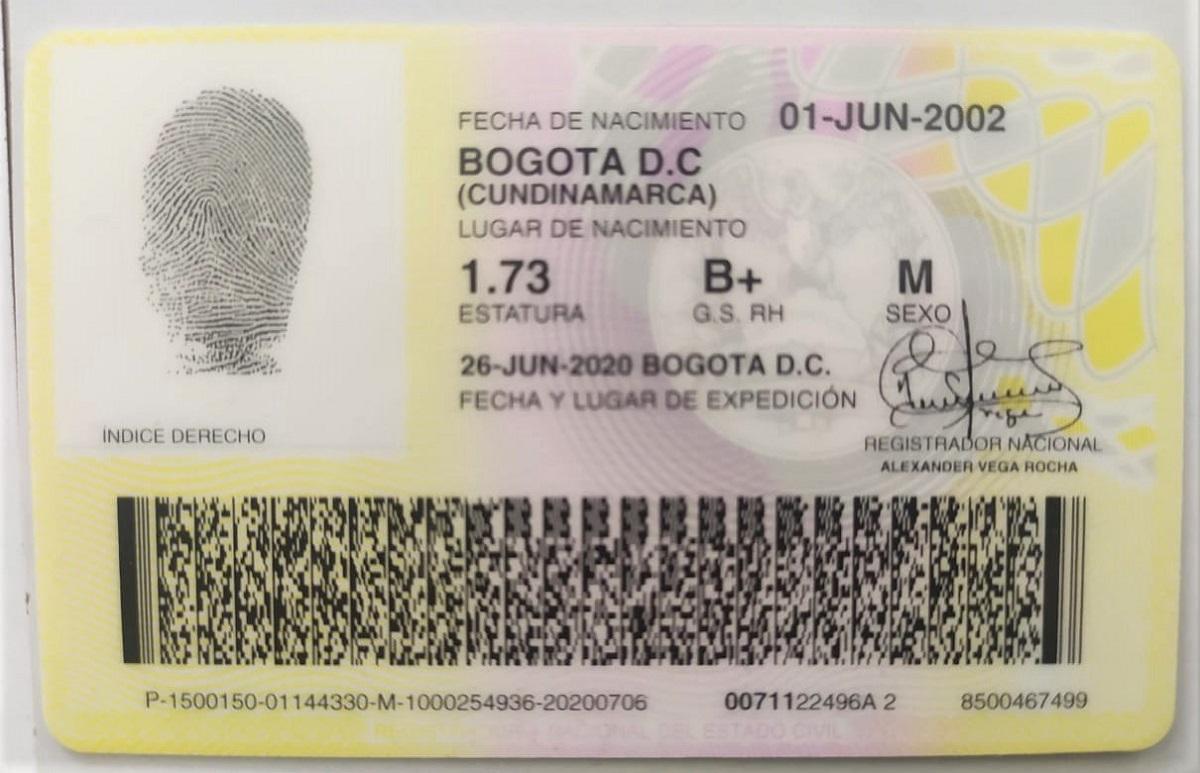 FECHA DE NACIMIENTO 01-JUN-2002
BOGOTA D.C
(CUNDINAMARCA)
LUGAR DE NACIMIENTO
1.73 B+ M
ESTATURA G.S. RH SEXO
26-JUN-2020 BOGOTA D.C.
FECHA Y LUGAR DE EXPEDICIÓN
INDICE DERECHO
REGISTRADOR NACIONAL
ALEXANDER VEGA ROCHA
P-1500150-01144330-M-1000254936-20200706 0071122496A 2 8500467499
NACIONAL DEL ESTADO CIVIL